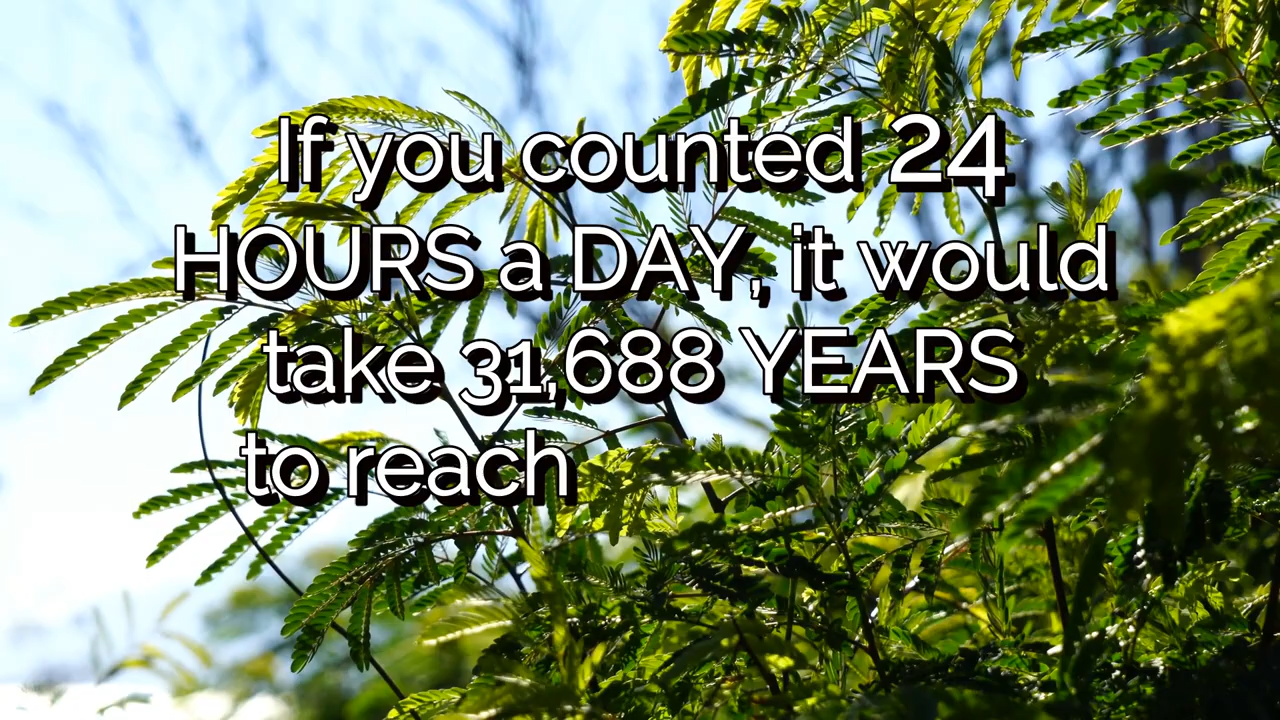 If you counted 24
HOURS a DAY, it would
take 31,688 YEARS
to reach